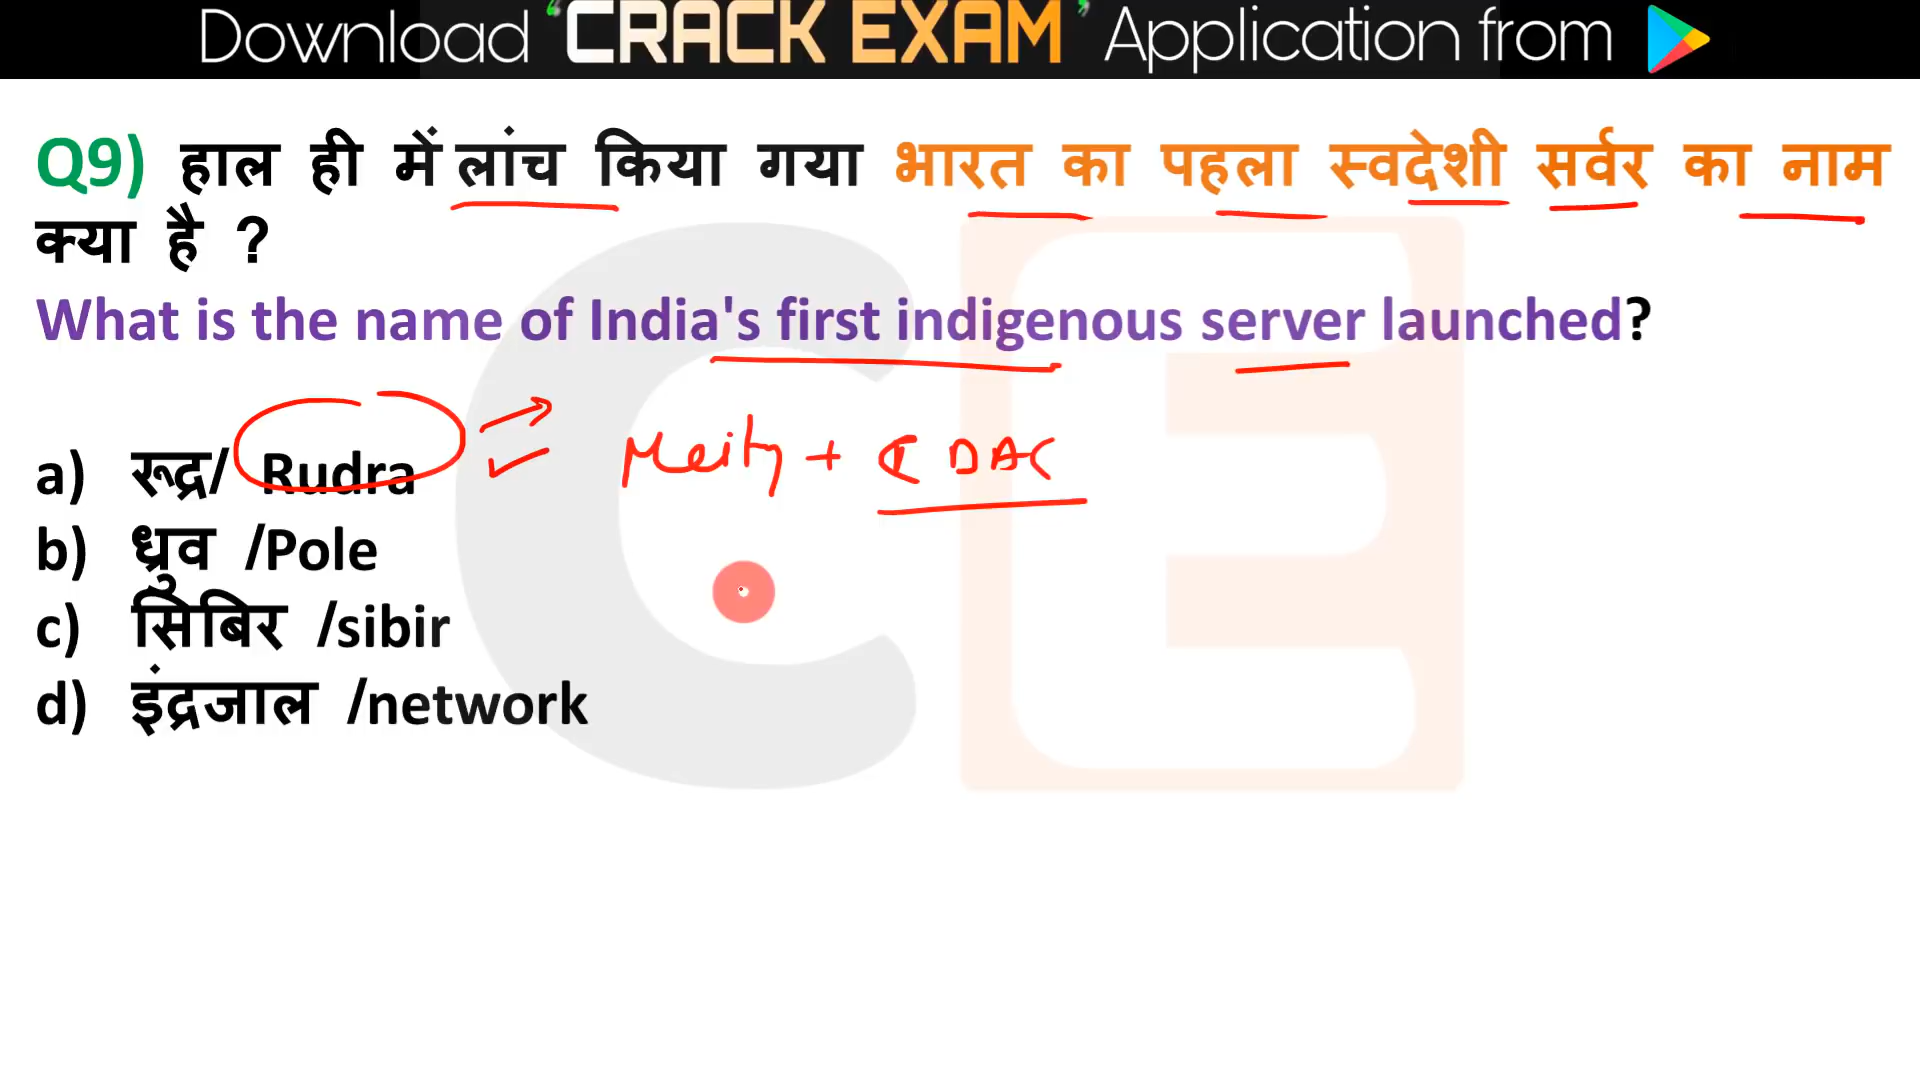 Download ‘CRACK EXAM’ Application from
Q9) हाल ही में लांच किया गया भारत का पहला स्वदेशी सर्वर का नाम
क्या है ?
What is the name of India's first indigenous server launched?
a) रूद्र/ Rudra
Meity + CDAC
b) ध्रुव /Pole
c) सिबिर /sibir
d) इंद्रजाल /network
CE